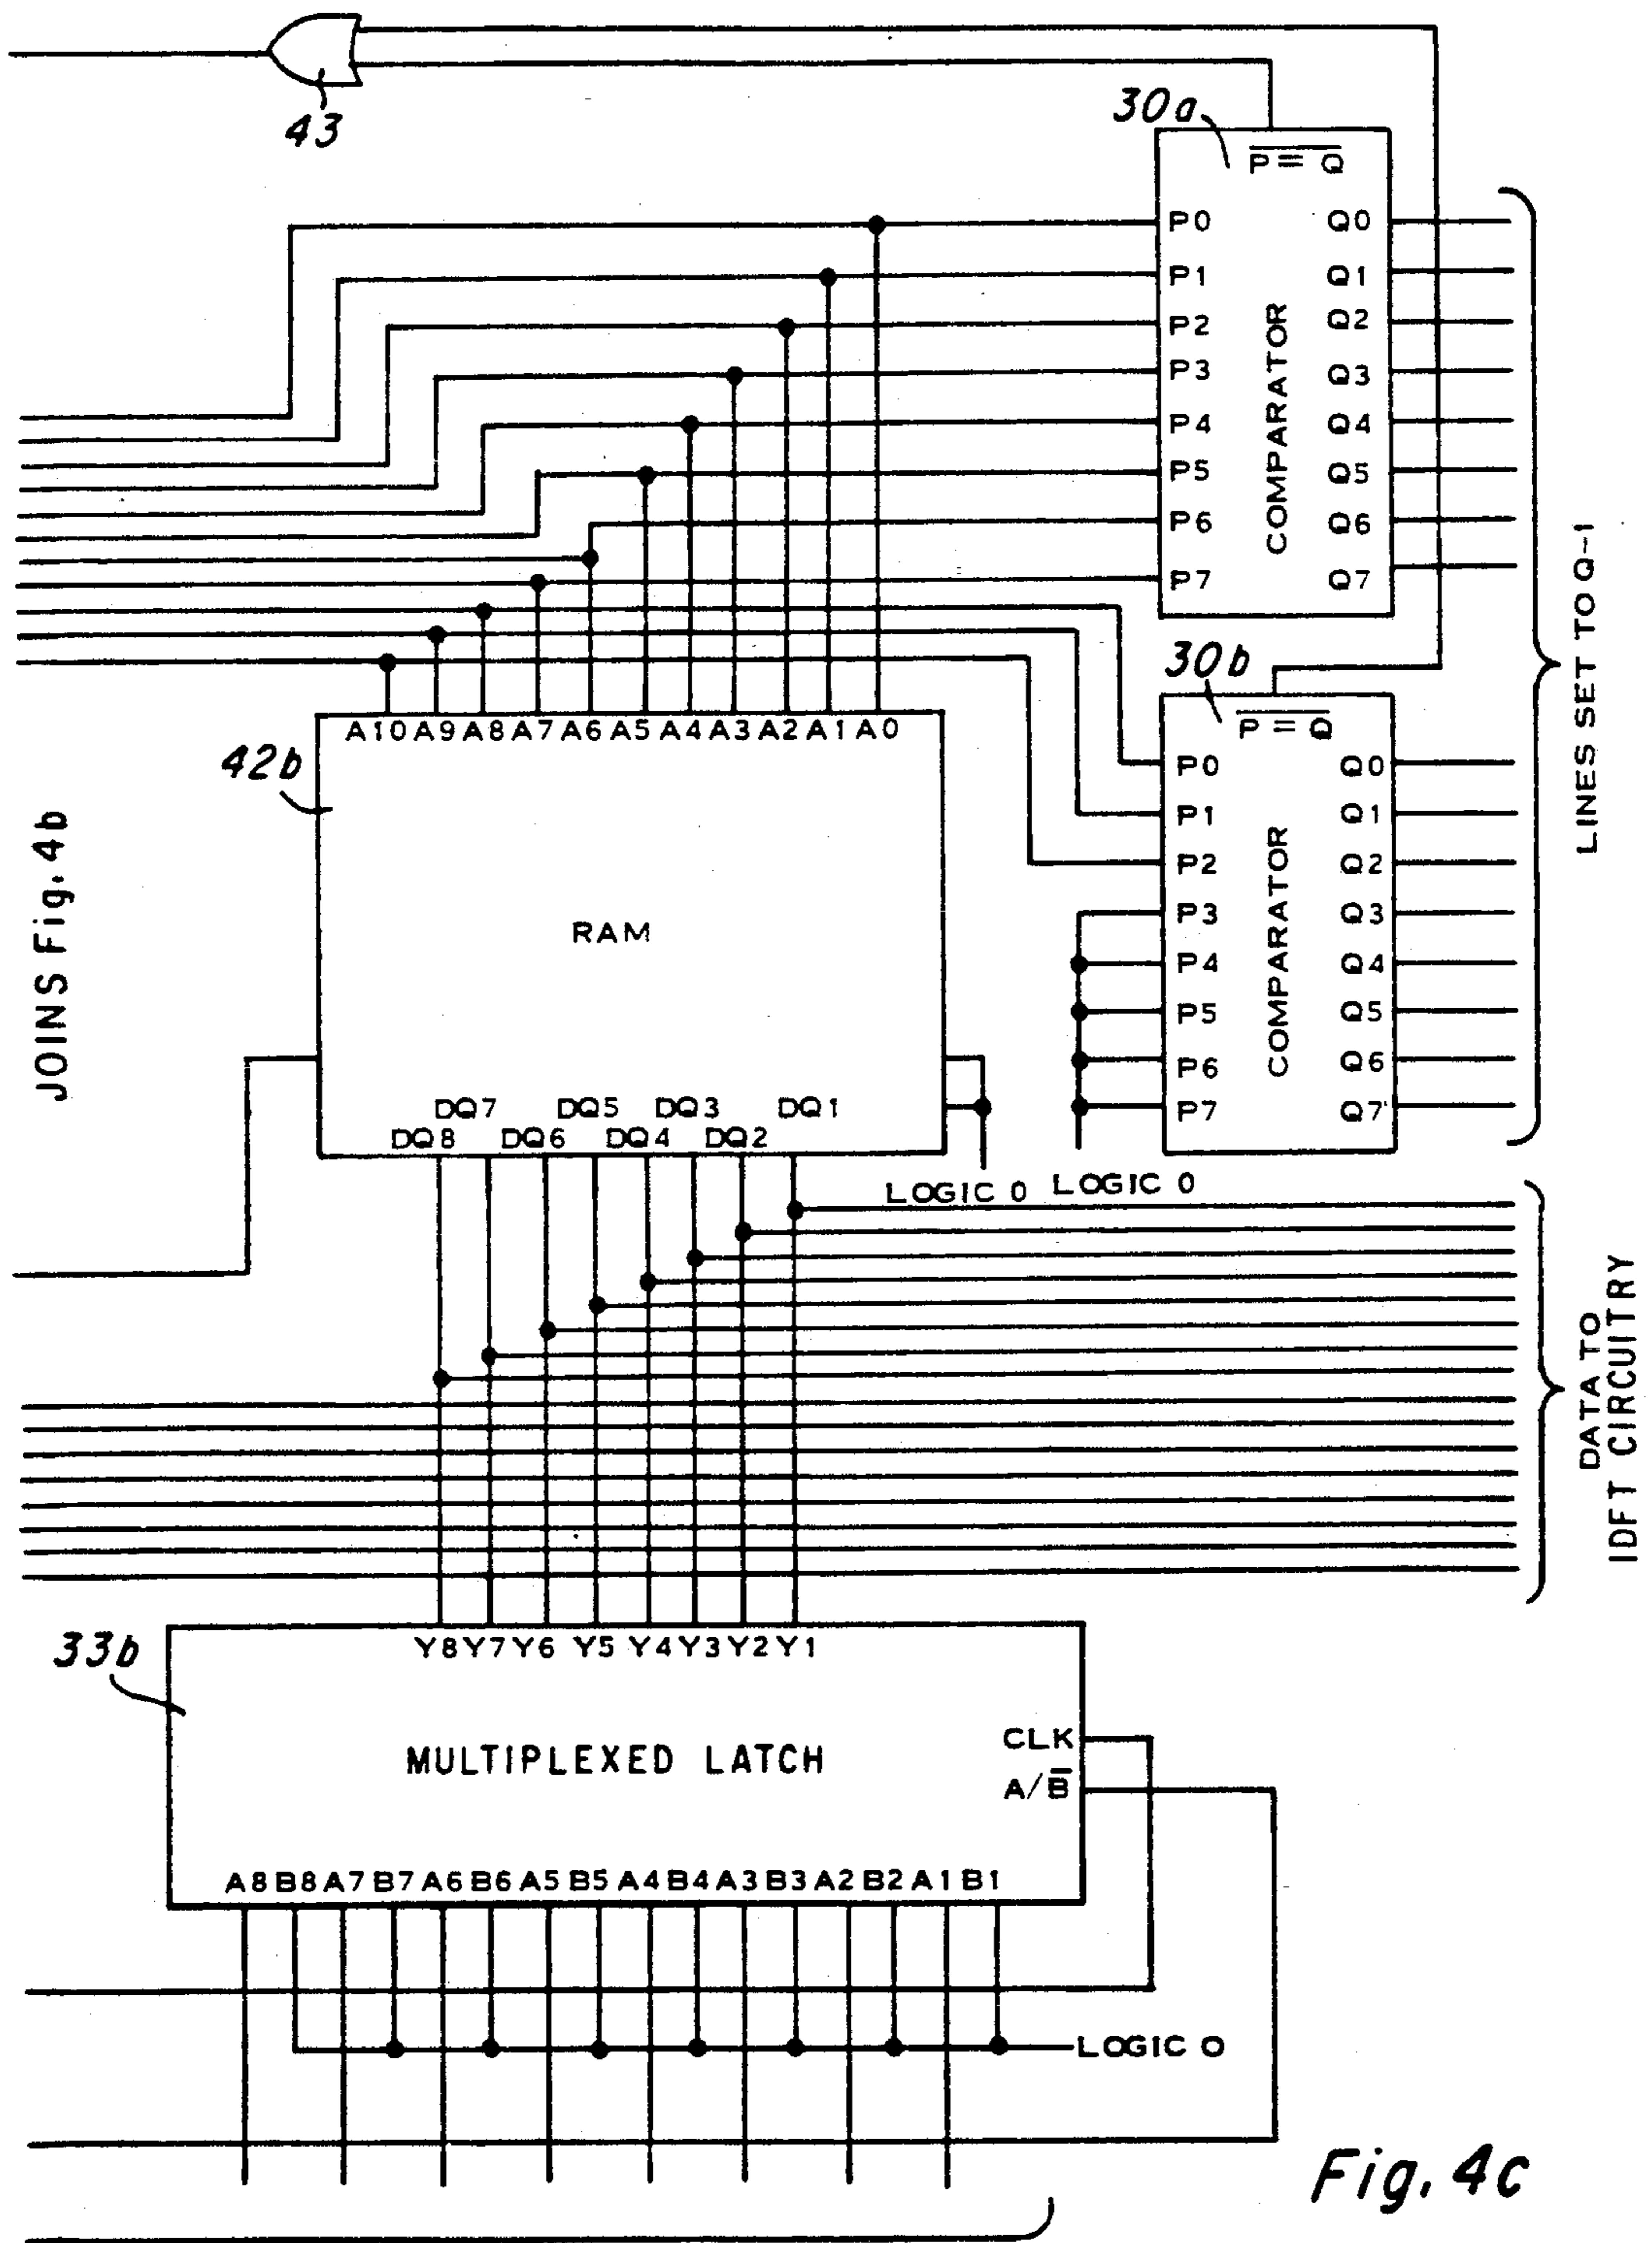 43
30a
P = Q
P0 Q0
P1 Q1
P2 Q2
P3 Q3
P4 Q4
P5 Q5
P6 Q6
P7 Q7
COMPARATOR
30b
P = Q
P0 Q0
P1 Q1
P2 Q2
P3 Q3
P4 Q4
P5 Q5
P6 Q6
P7 Q7
COMPARATOR
LINES SET TO Q-1
A10 A9 A8 A7 A6 A5 A4 A3 A2 A1 A0
42b
RAM
JOINS Fig. 4b
DQ7 DQ5 DQ3 DQ1
DQ8 DQ6 DQ4 DQ2
LOGIC 0 LOGIC 0
DATA TO
IDFT CIRCUITRY
33b
Y8 Y7 Y6 Y5 Y4 Y3 Y2 Y1
CLK
MULTIPLEXED LATCH
A/B̅
A8 B8 A7 B7 A6 B6 A5 B5 A4 B4 A3 B3 A2 B2 A1 B1
LOGIC 0
Fig. 4c